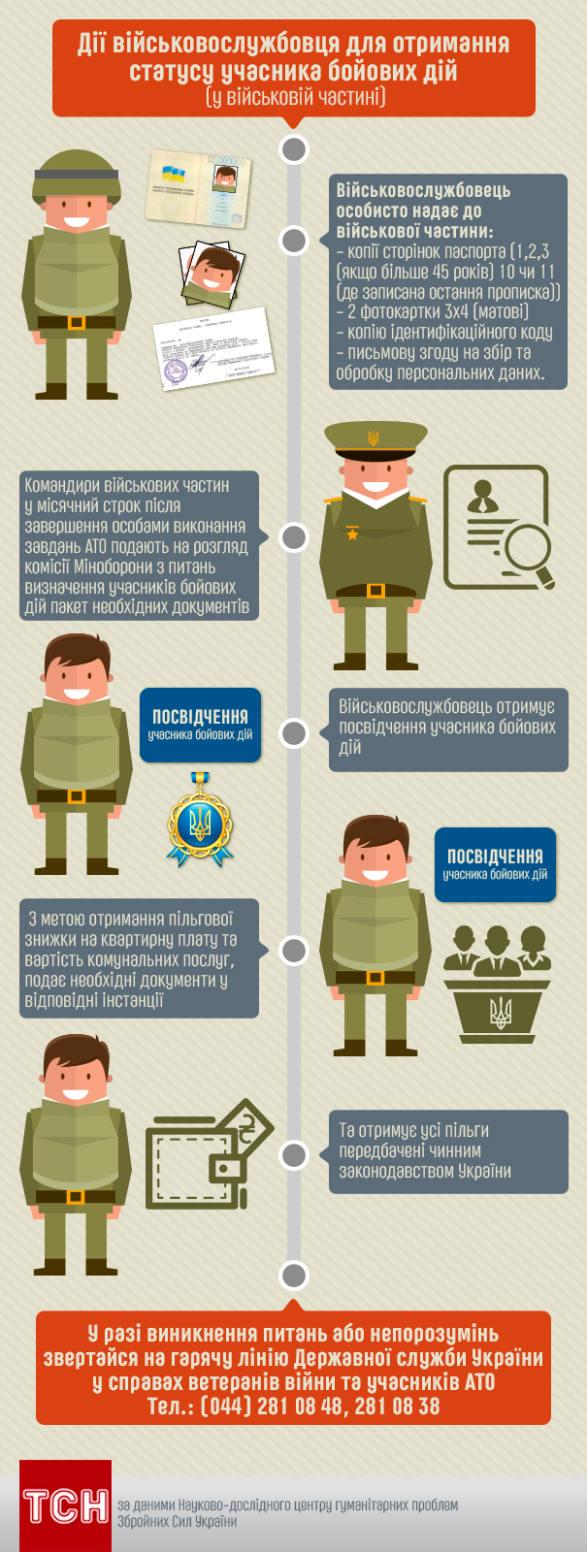 Дії військовослужбовця для отримання
статусу учасника бойових дій
(у військовій частині)
Військовослужбовець
особисто надає до
військової частини:
- копії сторінок паспорта (1,2,3
(якщо більше 45 років) 10 чи 11
(де записана остання прописка))
- 2 фотокартки 3х4 (матові)
- копію ідентифікаційного коду
- письмову згоду на збір та
обробку персональних даних.
Командири військових частин
у місячний строк після
завершення особами виконання
завдань АТО подають на розгляд
комісії Міноборони з питань
визначення учасників бойових
дій пакет необхідних документів
ПОСВІДЧЕННЯ
учасника бойових дій
Військовослужбовець отримує
посвідчення учасника бойових
дій
ПОСВІДЧЕННЯ
учасника бойових дій
З метою отримання пільгової
знижки на квартирну плату та
вартість комунальних послуг,
подає необхідні документи у
відповідні інстанції
₴
Та отримує усі пільги
передбачені чинним
законодавством України
У разі виникнення питань або непорозумінь
звертайся на гарячу лінію Державної служби України
у справах ветеранів війни та учасників АТО
Тел.: (044) 281 08 48, 281 08 38
ТСН
за даними Науково-дослідного центру гуманітарних проблем
Збройних Сил України